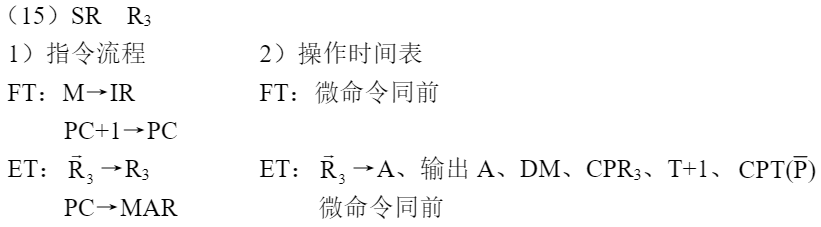 （15）SR R₃
1）指令流程 2）操作时间表
FT：M→IR FT：微命令同前
PC+1→PC
ET：R⃗₃→R₃ ET：R⃗₃→A、输出 A、DM、CPR₃、T+1、CPT(P̅)
PC→MAR 微命令同前